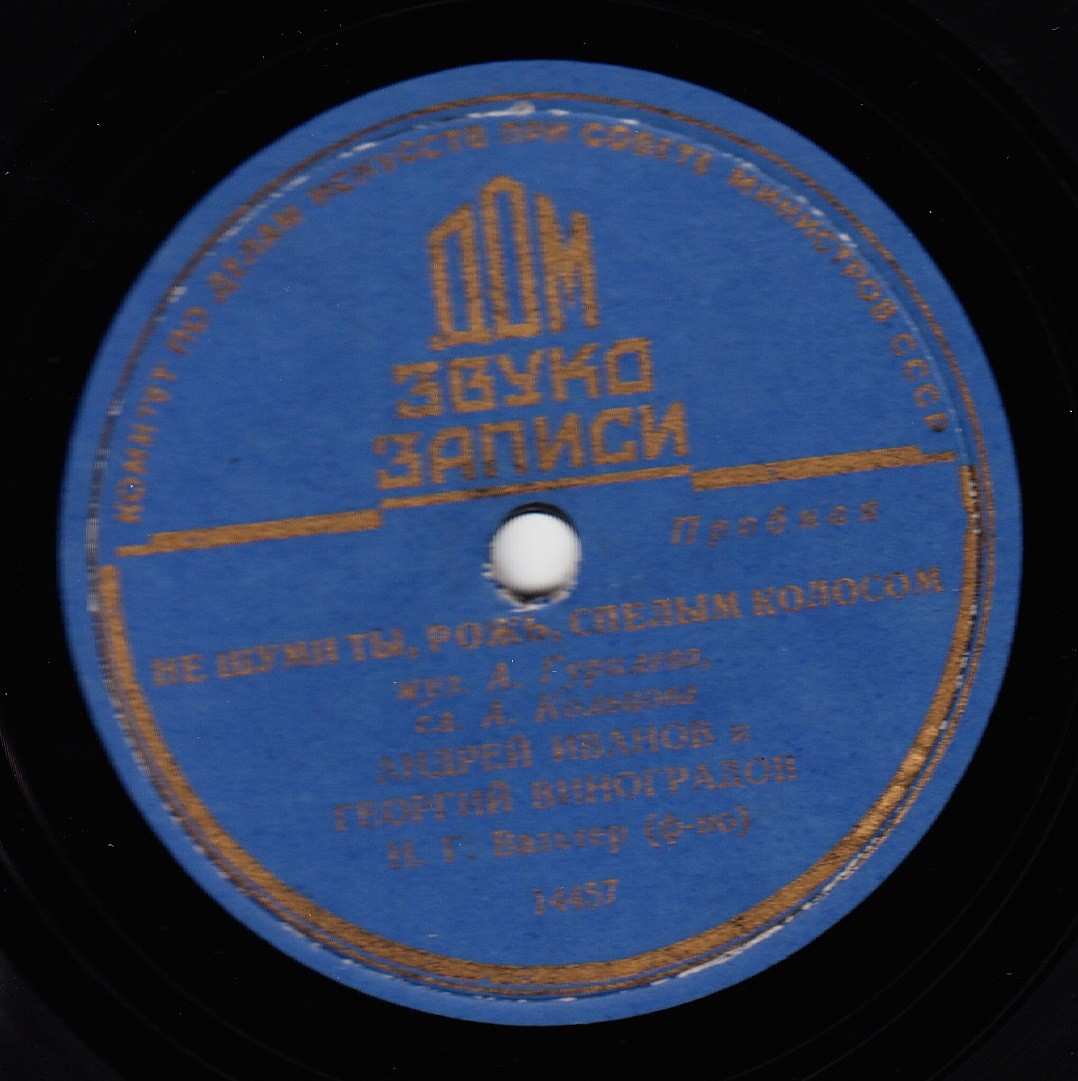 КОМИТЕТ ПО ДЕЛАМ ИСКУССТВ ПРИ СОВЕТЕ МИНИСТРОВ СССР
ДОМ
ЗВУКО
ЗАПИСИ
Пробная
НЕ ШУМИ ТЫ, РОЖЬ, СПЕЛЫМ КОЛОСОМ
муз. А. Гурилева,
сл. А. Кольцова
АНДРЕЙ ИВАНОВ и
ГЕОРГИЙ ВИНОГРАДОВ
Н. Г. Вальтер (ф-но)
14457